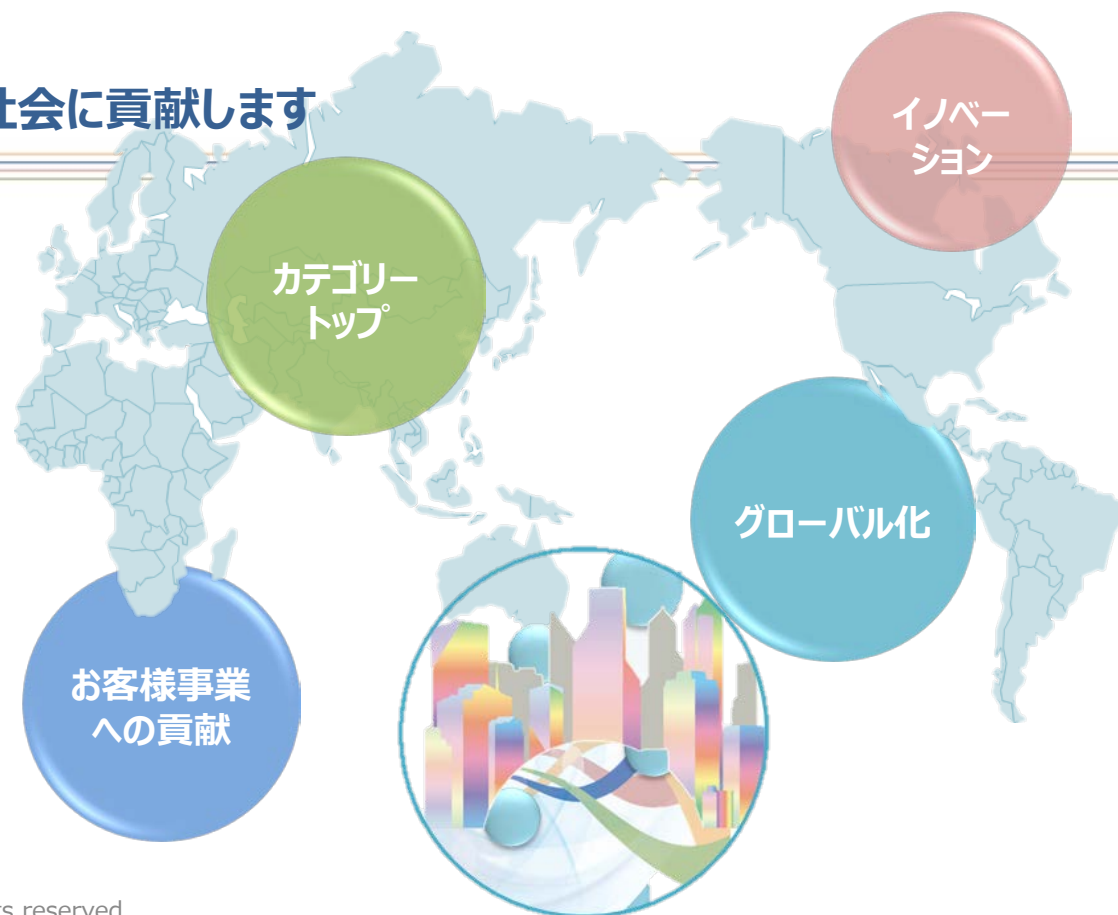 社会に貢献します
イノベー
ション
カテゴリー
トップ
グローバル化
お客様事業
への貢献
reserved